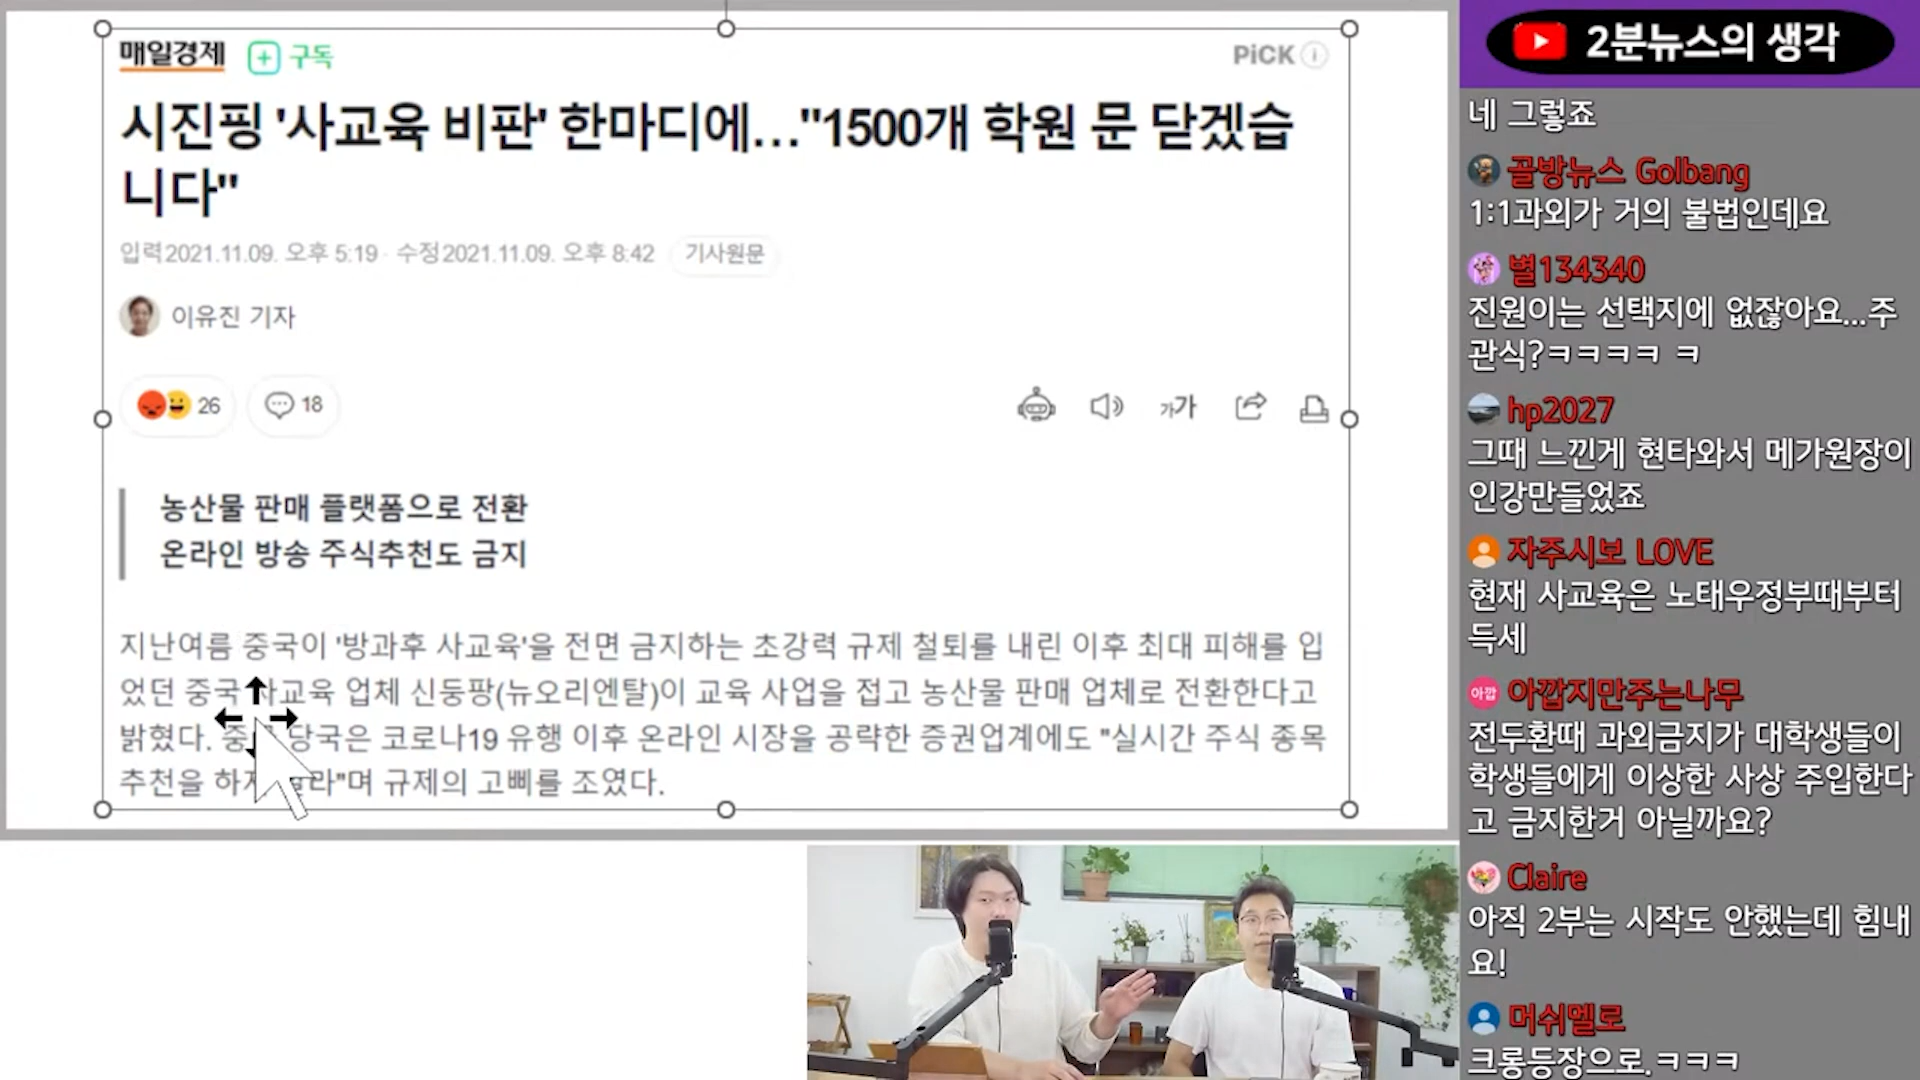 매일경제 구독
PiCK
시진핑 '사교육 비판' 한마디에..."1500개 학원 문 닫겠습
니다"
입력2021.11.09. 오후 5:19 · 수정2021.11.09. 오후 8:42 기사원문
이유진 기자
26 18
가가
농산물 판매 플랫폼으로 전환
온라인 방송 주식추천도 금지
지난여름 중국이 '방과후 사교육'을 전면 금지하는 초강력 규제 철퇴를 내린 이후 최대 피해를 입
었던 중국 사교육 업체 신둥팡(뉴오리엔탈)이 교육 사업을 접고 농산물 판매 업체로 전환한다고
밝혔다. 당국은 코로나19 유행 이후 온라인 시장을 공략한 증권업계에도 "실시간 주식 종목
추천을 규제의 고삐를 조였다.
2분뉴스의 생각
네 그렇죠
골방뉴스 Golbang
1:1과외가 거의 불법인데요
별134340
진원이는 선택지에 없잖아요...주
관식?ㅋㅋㅋㅋ ㅋ
hp2027
그때 느낀게 현타와서 메가원장이
인강만들었죠
자주시보 LOVE
현재 사교육은 노태우정부때부터
득세
아깝 아깝지만주는나무
전두환때 과외금지가 대학생들이
학생들에게 이상한 사상 주입한다
고 금지한거 아닐까요?
Claire
아직 2부는 시작도 안했는데 힘내
요!
머쉬멜로
크롱등장으로.ㅋㅋㅋ